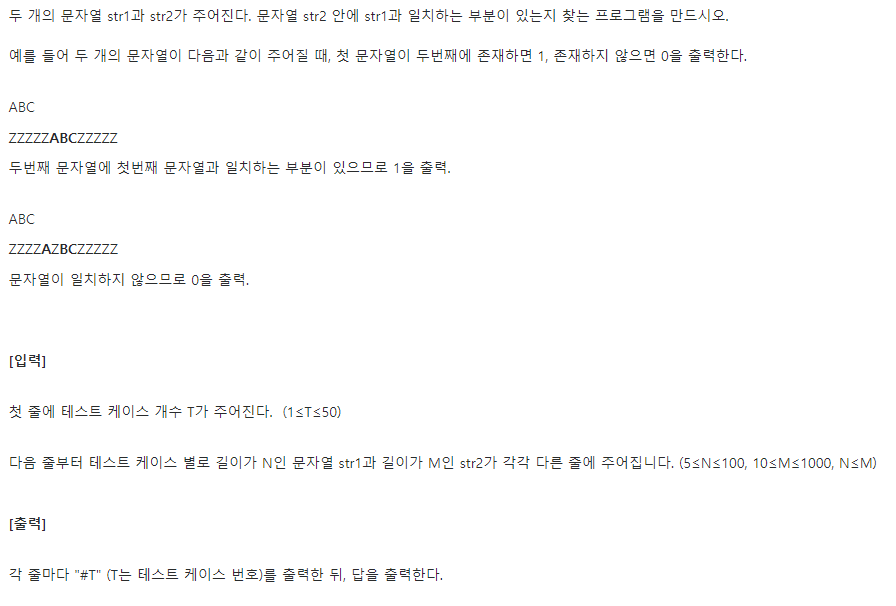 두 개의 문자열 str1과 str2가 주어진다. 문자열 str2 안에 str1과 일치하는 부분이 있는지 찾는 프로그램을 만드시오.
예를 들어 두 개의 문자열이 다음과 같이 주어질 때, 첫 문자열이 두번째에 존재하면 1, 존재하지 않으면 0을 출력한다.
ABC
ZZZZZABCZZZZZ
두번째 문자열에 첫번째 문자열과 일치하는 부분이 있으므로 1을 출력.
ABC
ZZZZAZBCZZZZZ
문자열이 일치하지 않으므로 0을 출력.
[입력]
첫 줄에 테스트 케이스 개수 T가 주어진다.  (1≤T≤50)
다음 줄부터 테스트 케이스 별로 길이가 N인 문자열 str1과 길이가 M인 str2가 각각 다른 줄에 주어집니다. (5≤N≤100, 10≤M≤1000, N≤M)
[출력]
각 줄마다 "#T" (T는 테스트 케이스 번호)를 출력한 뒤, 답을 출력한다.